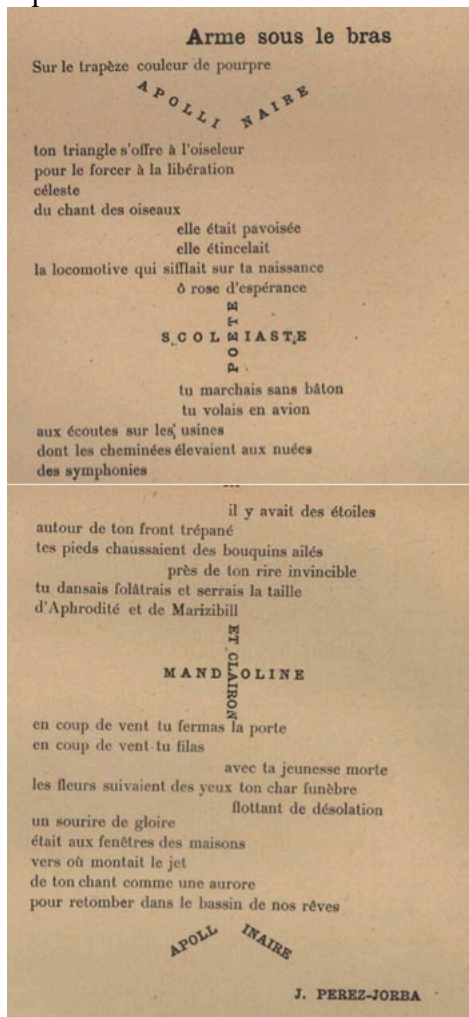 Arme sous le bras
Sur le trapèze couleur de pourpre
APOLLI NAIRE
ton triangle s'offre à l'oiseleur
pour le forcer à la libération
céleste
du chant des oiseaux
elle était pavoisée
elle étincelait
la locomotive qui sifflait sur ta naissance
ô rose d'espérance
SCOLIASTE
POETE
tu marchais sans bâton
tu volais en avion
aux écoutes sur les usines
dont les cheminées élevaient aux nuées
des symphonies
il y avait des étoiles
autour de ton front trépané
tes pieds chaussaient des bouquins ailés
près de ton rire invincible
tu dansais folâtrais et serrais la taille
d'Aphrodité et de Marizibill
MANDOLINE
ET CLAIRON
en coup de vent tu fermas la porte
en coup de vent tu filas
avec ta jeunesse morte
les fleurs suivaient des yeux ton char funèbre
flottant de désolation
un sourire de gloire
était aux fenêtres des maisons
vers où montait le jet
de ton chant comme une aurore
pour retomber dans le bassin de nos rêves
APOLL INAIRE
J. PEREZ-JORBA